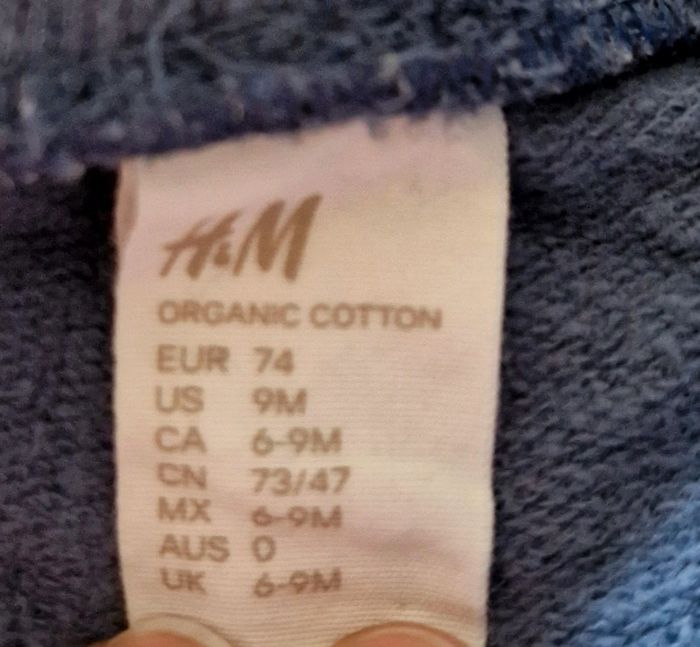 H&M
ORGANIC COTTON
EUR 74
US 9M
CA 6-9M
CN 73/47
MX 6-9M
AUS 0
UK 6-9M